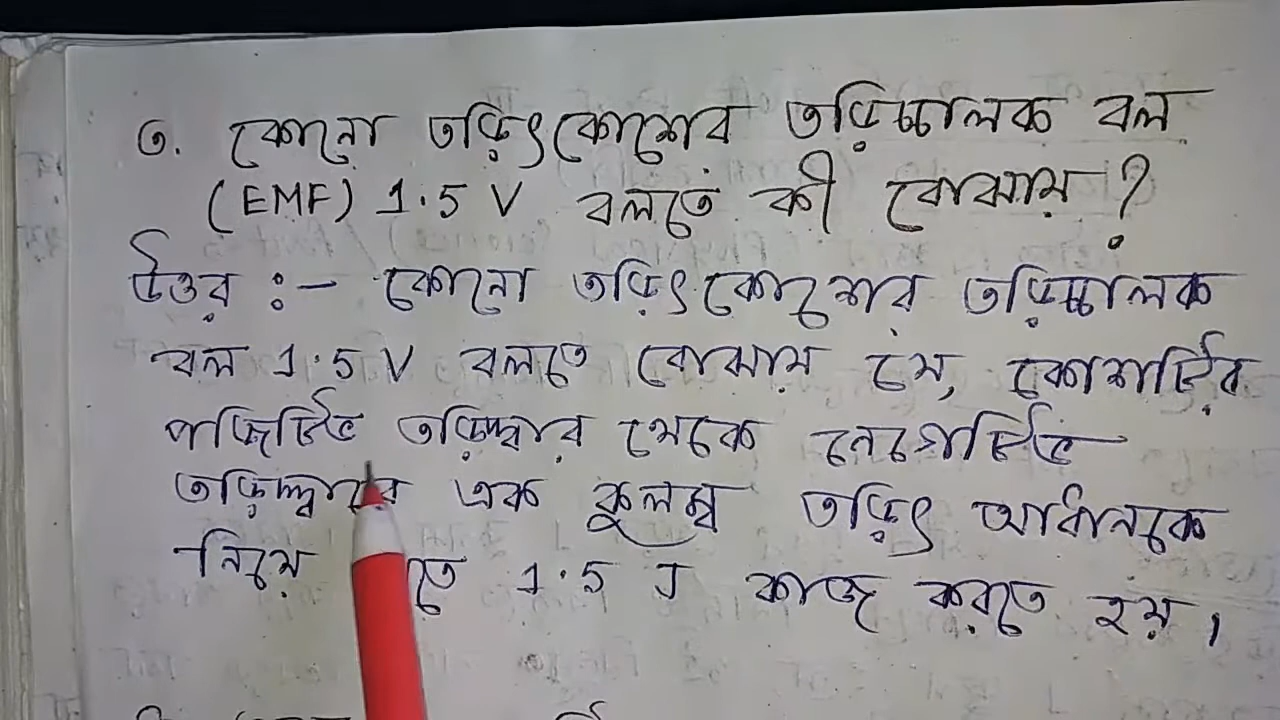 ৩. কোনো তড়িৎকোশের তড়িচ্চালক বল
(EMF) 1.5 V বলতে কী বোঝায় ?
উত্তর :- কোনো তড়িৎকোশের তড়িচ্চালক
বল 1.5 V বলতে বোঝায় যে, কোশটির
পজিটিভ তড়িদ্দ্বার থেকে নেগেটিভ
তড়িদ্দ্বারে এক কুলম্ব তড়িৎ আধানকে
নিয়ে 1.5 J কাজ করতে হয়।